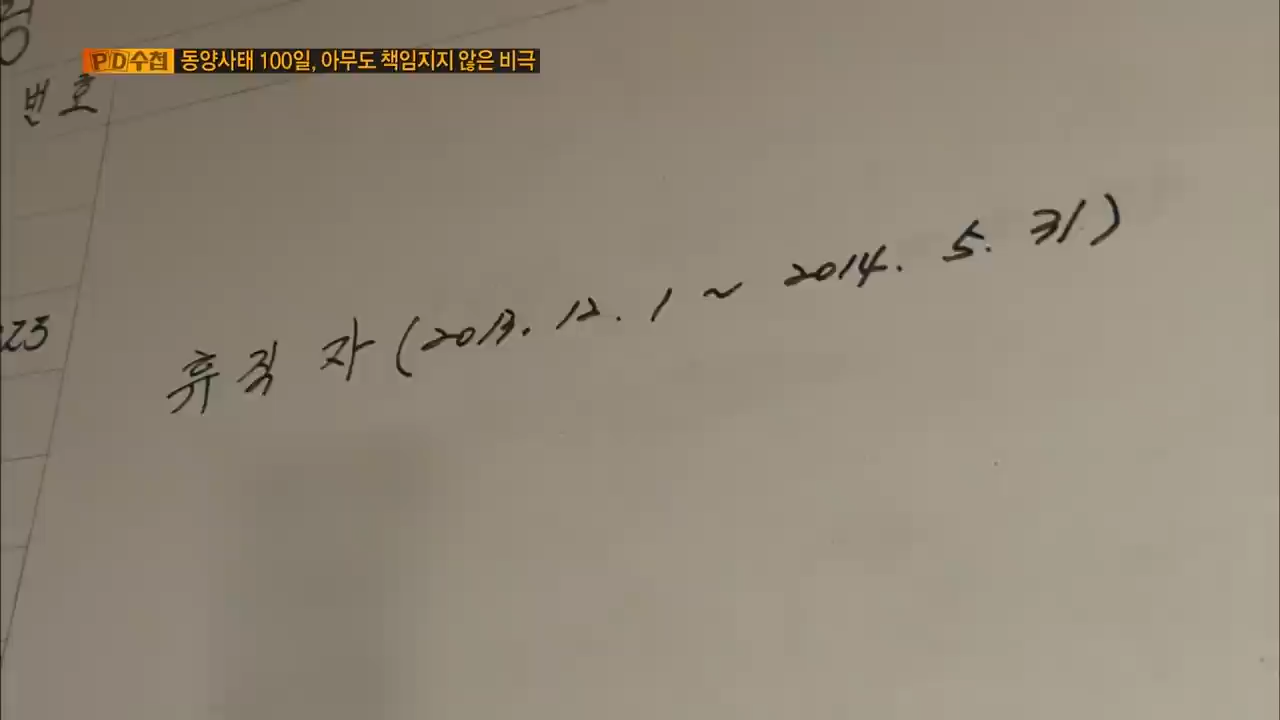 PD수첩 동양사태 100일, 아무도 책임지지 않은 비극
번호
휴직자 (2013. 12. 1 ~ 2014. 5. 31)